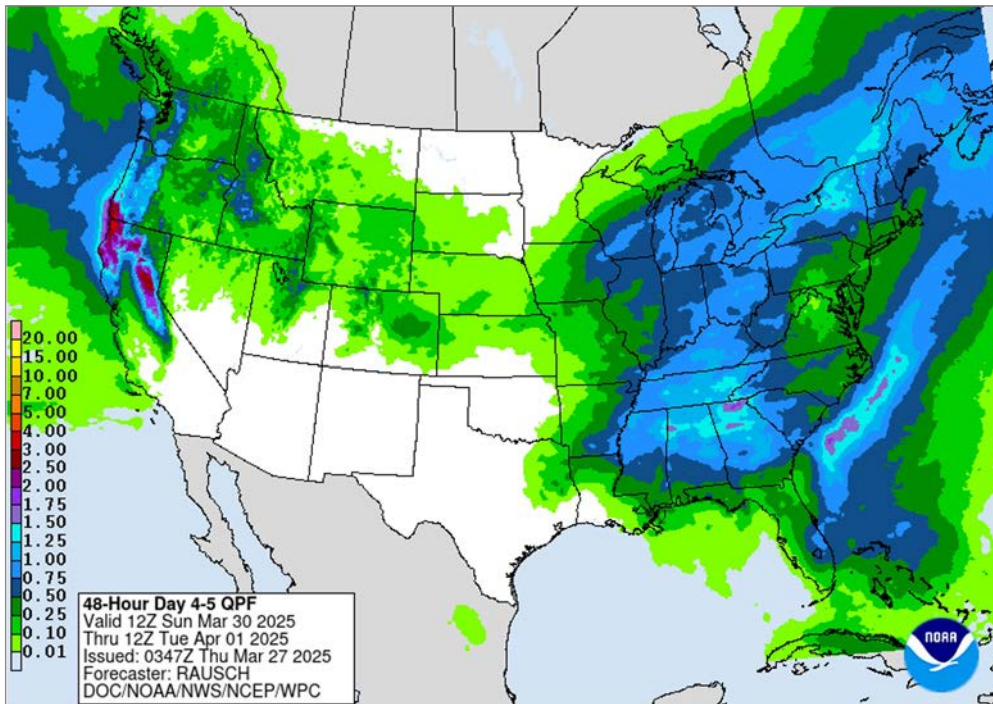 20.00
15.00
10.00
7.00
5.00
4.00
3.00
2.50
2.00
1.75
1.50
1.25
1.00
0.75
0.50
0.25
0.10
0.01
48-Hour Day 4-5 QPF
Valid 12Z Sun Mar 30 2025
Thru 12Z Tue Apr 01 2025
Issued: 0347Z Thu Mar 27 2025
Forecaster: RAUSCH
DOC/NOAA/NWS/NCEP/WPC
NOAA